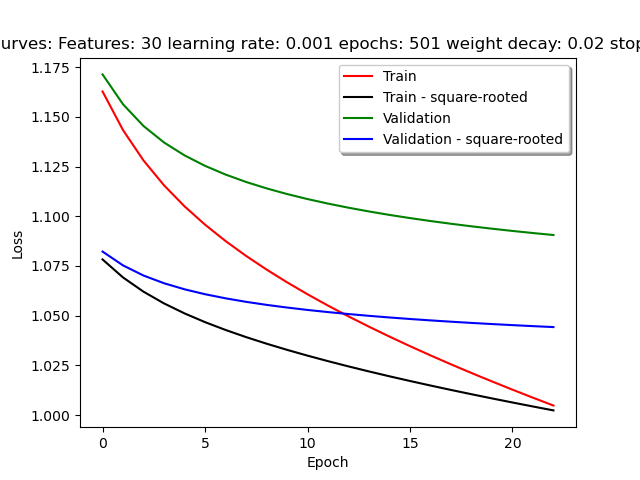 urves: Features: 30 learning rate: 0.001 epochs: 501 weight decay: 0.02 stop
1.175
1.150
1.125
1.100
1.075
1.050
1.025
1.000
Loss
Train
Train - square-rooted
Validation
Validation - square-rooted
0 5 10 15 20
Epoch